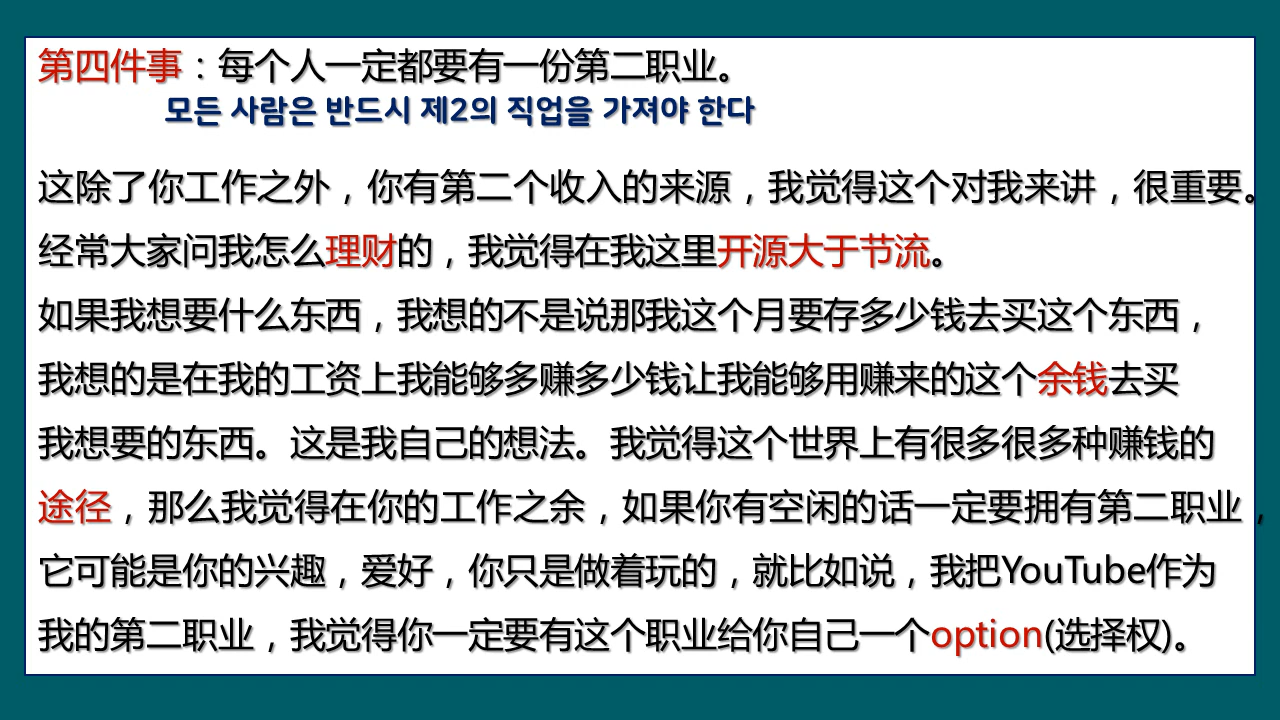 第四件事：每个人一定都要有一份第二职业。
모든 사람은 반드시 제2의 직업을 가져야 한다
这除了你工作之外，你有第二个收入的来源，我觉得这个对我来讲，很重要。
经常大家问我怎么理财的，我觉得在我这里开源大于节流。
如果我想要什么东西，我想的不是说那我这个月要存多少钱去买这个东西，
我想的是在我的工资上我能够多赚多少钱让我能够用赚来的这个余钱去买
我想要的东西。这是我自己的想法。我觉得这个世界上有很多很多种赚钱的
途径，那么我觉得在你的工作之余，如果你有空闲的话一定要拥有第二职业，
它可能是你的兴趣，爱好，你只是做着玩的，就比如说，我把YouTube作为
我的第二职业，我觉得你一定要有这个职业给你自己一个option(选择权)。